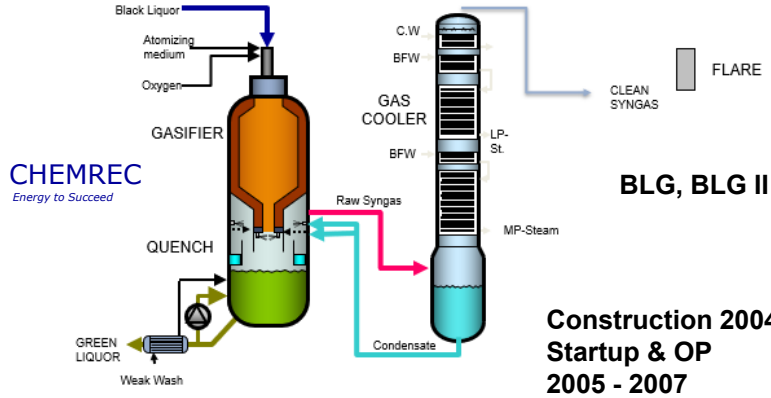 Black Liquor
Atomizing
medium
Oxygen
GASIFIER
CHEMREC
Energy to Succeed
QUENCH
GREEN
LIQUOR
Weak Wash
Raw Syngas
Condensate
C.W
BFW
GAS
COOLER
BFW
LP-
St.
MP-Steam
CLEAN
SYNGAS
FLARE
BLG, BLG II
Construction 2004
Startup & OP
2005 - 2007